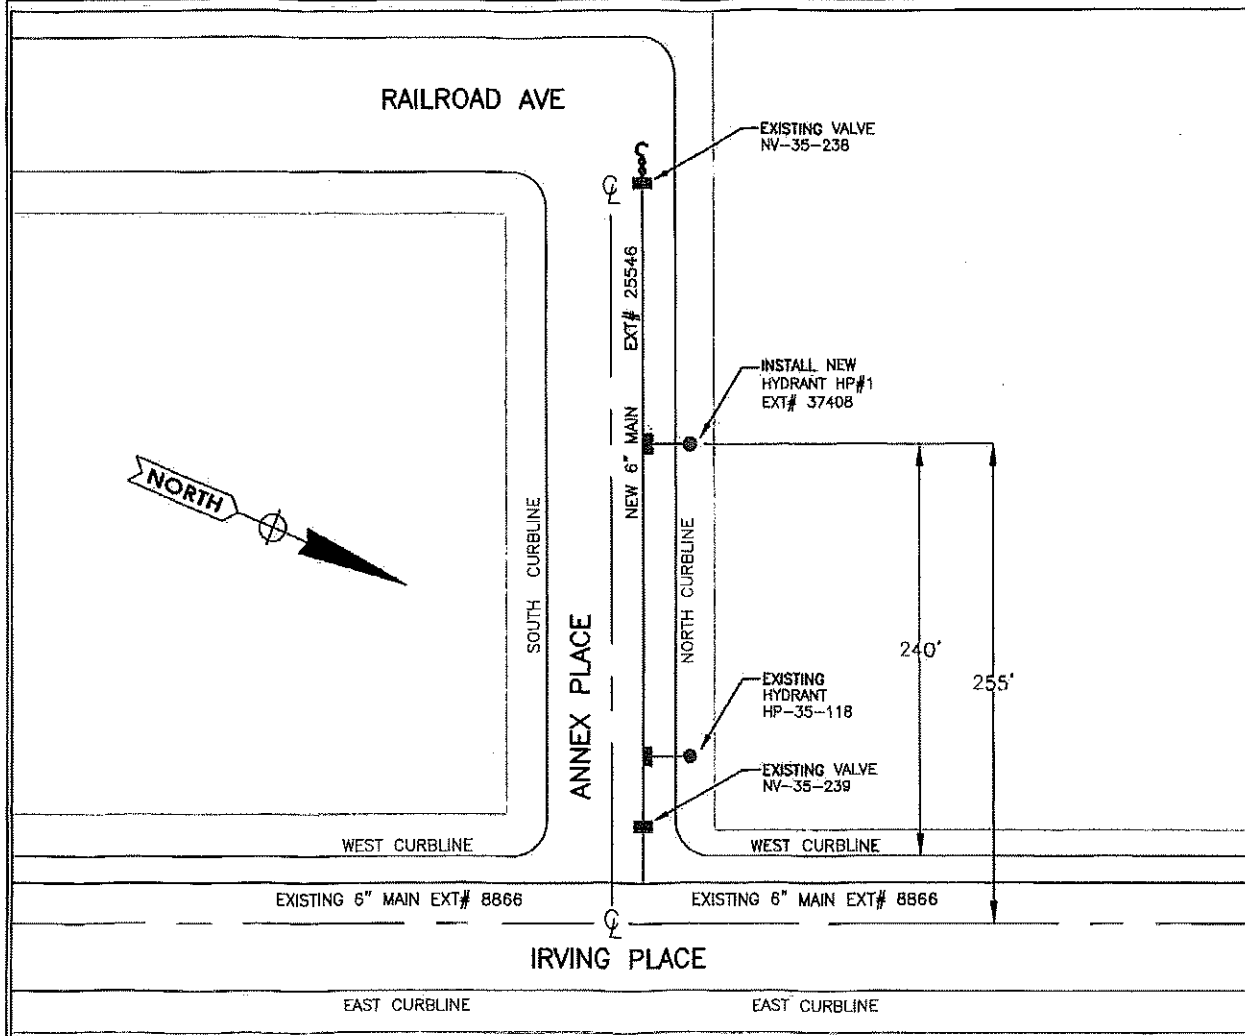 RAILROAD AVE
EXISTING VALVE
NV-35-238
℄
NEW 6" MAIN EXT# 25546
INSTALL NEW
HYDRANT HP#1
EXT# 37408
NORTH
SOUTH CURBLINE
NORTH CURBLINE
ANNEX PLACE
240'
255'
EXISTING
HYDRANT
HP-35-118
EXISTING VALVE
NV-35-239
WEST CURBLINE
WEST CURBLINE
EXISTING 6" MAIN EXT# 8866
EXISTING 6" MAIN EXT# 8866
℄
IRVING PLACE
EAST CURBLINE
EAST CURBLINE